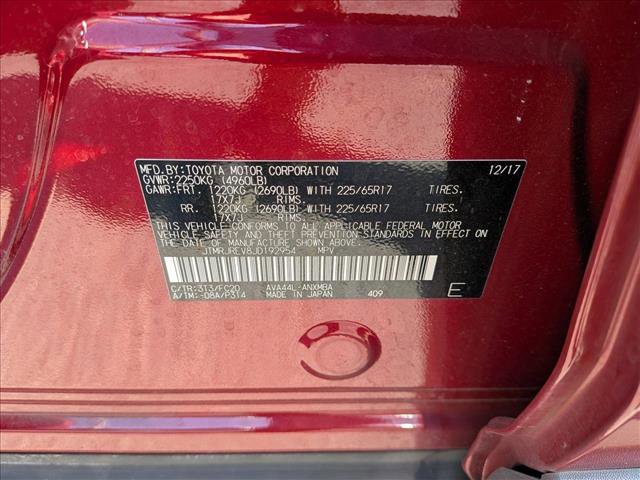 MFD.BY:TOYOTA MOTOR CORPORATION 12/17
GVWR:2250KG (4960LB)
GAWR:FRT. 1220KG (2690LB) WITH 225/65R17 TIRES.
17X7J RIMS.
RR. 1220KG (2690LB) WITH 225/65R17 TIRES.
17X7J RIMS.
THIS VEHICLE CONFORMS TO ALL APPLICABLE FEDERAL MOTOR
VEHICLE SAFETY AND THEFT PREVENTION STANDARDS IN EFFECT ON THE
DATE OF MANUFACTURE SHOWN ABOVE.
JTMRJREV8JD192954 MPV
C/TR:3T3/FC20 AVA44L-ANXMBA
A/TM:-08A/P314 MADE IN JAPAN 409 E